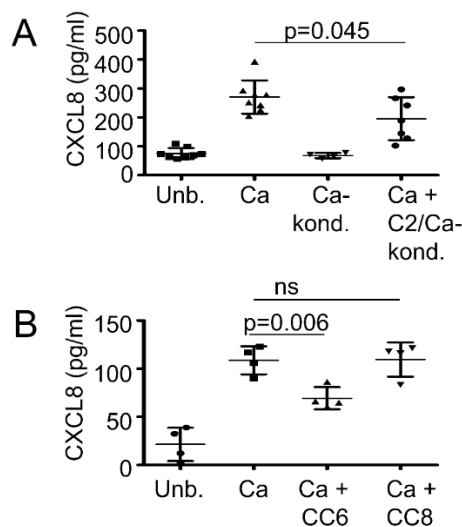 A
p=0.045
CXCL8 (pg/ml)
500
400
300
200
100
0
Unb.
Ca
Ca-
kond.
Ca +
C2/Ca-
kond.
ns
B
p=0.006
CXCL8 (pg/ml)
150
100
50
0
Unb.
Ca
Ca +
CC6
Ca +
CC8